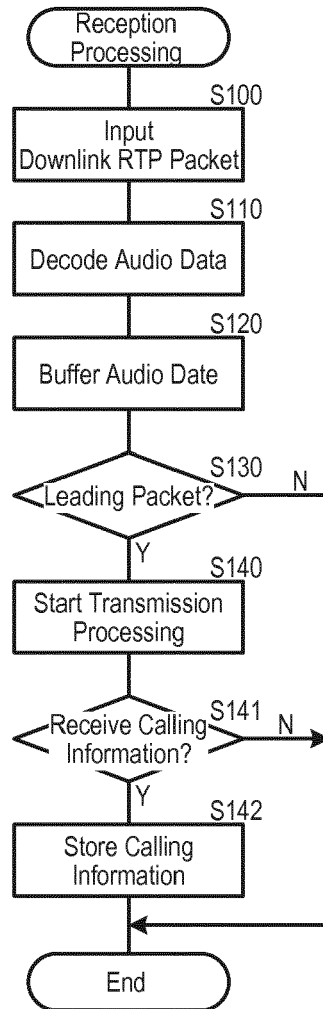 Reception
Processing
S100
Input
Downlink RTP Packet
S110
Decode Audio Data
S120
Buffer Audio Date
S130
Leading Packet?
N
Y
S140
Start Transmission
Processing
S141
Receive Calling
Information?
N
Y
S142
Store Calling
Information
End